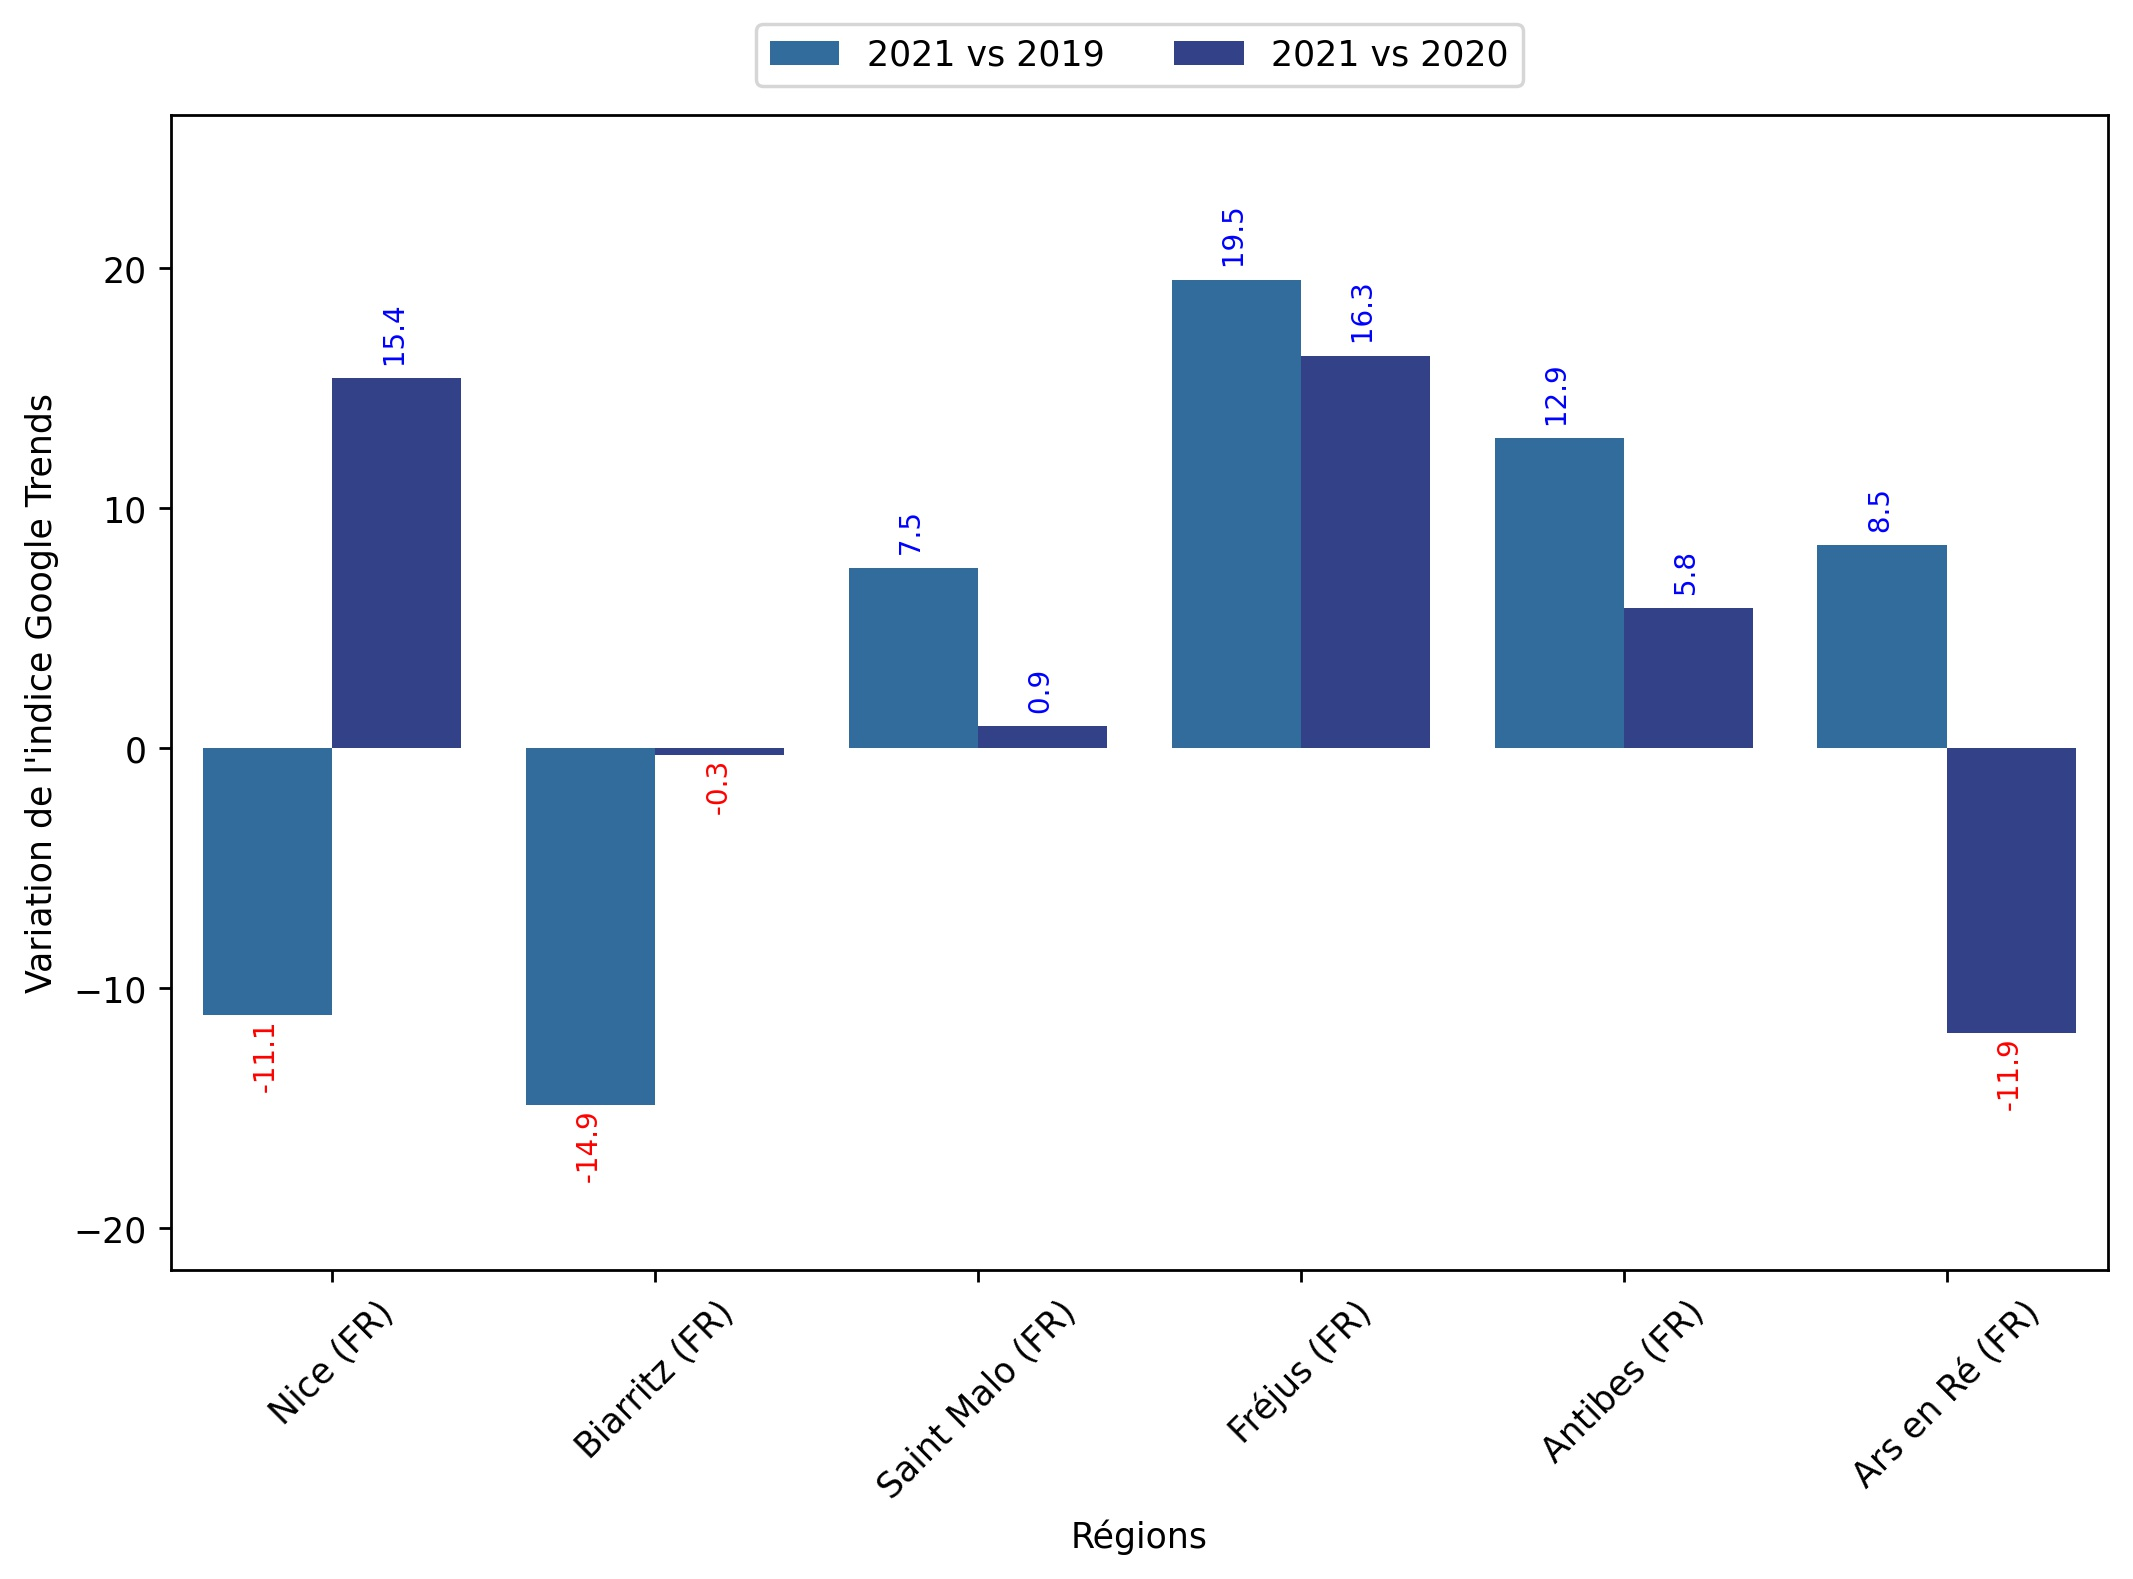 2021 vs 2019
2021 vs 2020
Variation de l'indice Google Trends
20
10
0
−10
−20
-11.1
15.4
-14.9
-0.3
7.5
0.9
19.5
16.3
12.9
5.8
8.5
-11.9
Nice (FR)
Biarritz (FR)
Saint Malo (FR)
Fréjus (FR)
Antibes (FR)
Ars en Ré (FR)
Régions